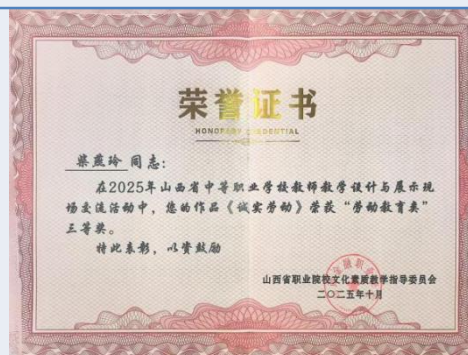 荣誉证书
HONORARY CREDENTIAL
梁燕玲 同志：
在2025年山西省中等职业学校教师教学设计与展示现
场交流活动中，您的作品《诚实劳动》荣获“劳动教育类”
三等奖。
特此表彰，以资鼓励
山西省职业院校文化素质教学指导委员会
二〇二五年十月